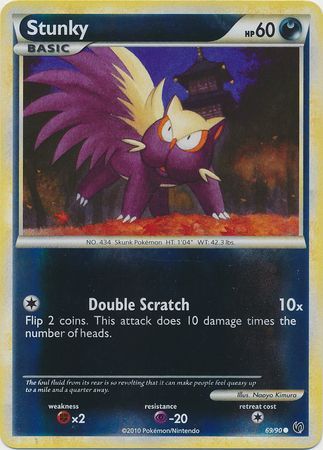 Stunky
HP60
BASIC
NO. 434 Skunk Pokémon HT: 1'04" WT: 42.3 lbs.
Double Scratch 10x
Flip 2 coins. This attack does 10 damage times
the number of heads.
The foul fluid from its rear is so revolting that it can make people feel queasy up
to a mile and a quarter away.
Illus. Naoyo Kimura
weakness resistance retreat cost
x2 -20
©2010 Pokémon/Nintendo 69/90